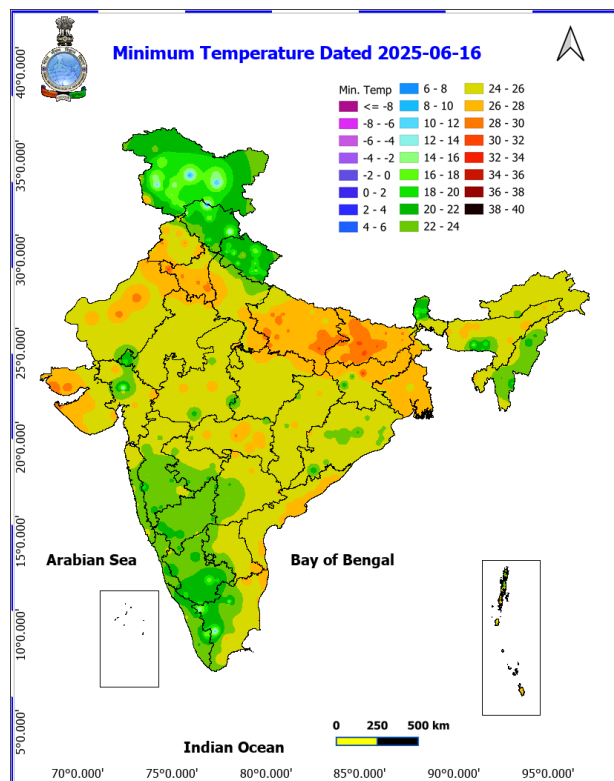 Minimum Temperature Dated 2025-06-16
Min. Temp
<= -8
-8 - -6
-6 - -4
-4 - -2
-2 - 0
0 - 2
2 - 4
4 - 6
6 - 8
8 - 10
10 - 12
12 - 14
14 - 16
16 - 18
18 - 20
20 - 22
22 - 24
24 - 26
26 - 28
28 - 30
30 - 32
32 - 34
34 - 36
36 - 38
38 - 40
40°0.000'
35°0.000'
30°0.000'
25°0.000'
20°0.000'
15°0.000'
10°0.000'
5°0.000'
Arabian Sea
Bay of Bengal
Indian Ocean
0 250 500 km
70°0.000' 75°0.000' 80°0.000' 85°0.000' 90°0.000' 95°0.000'